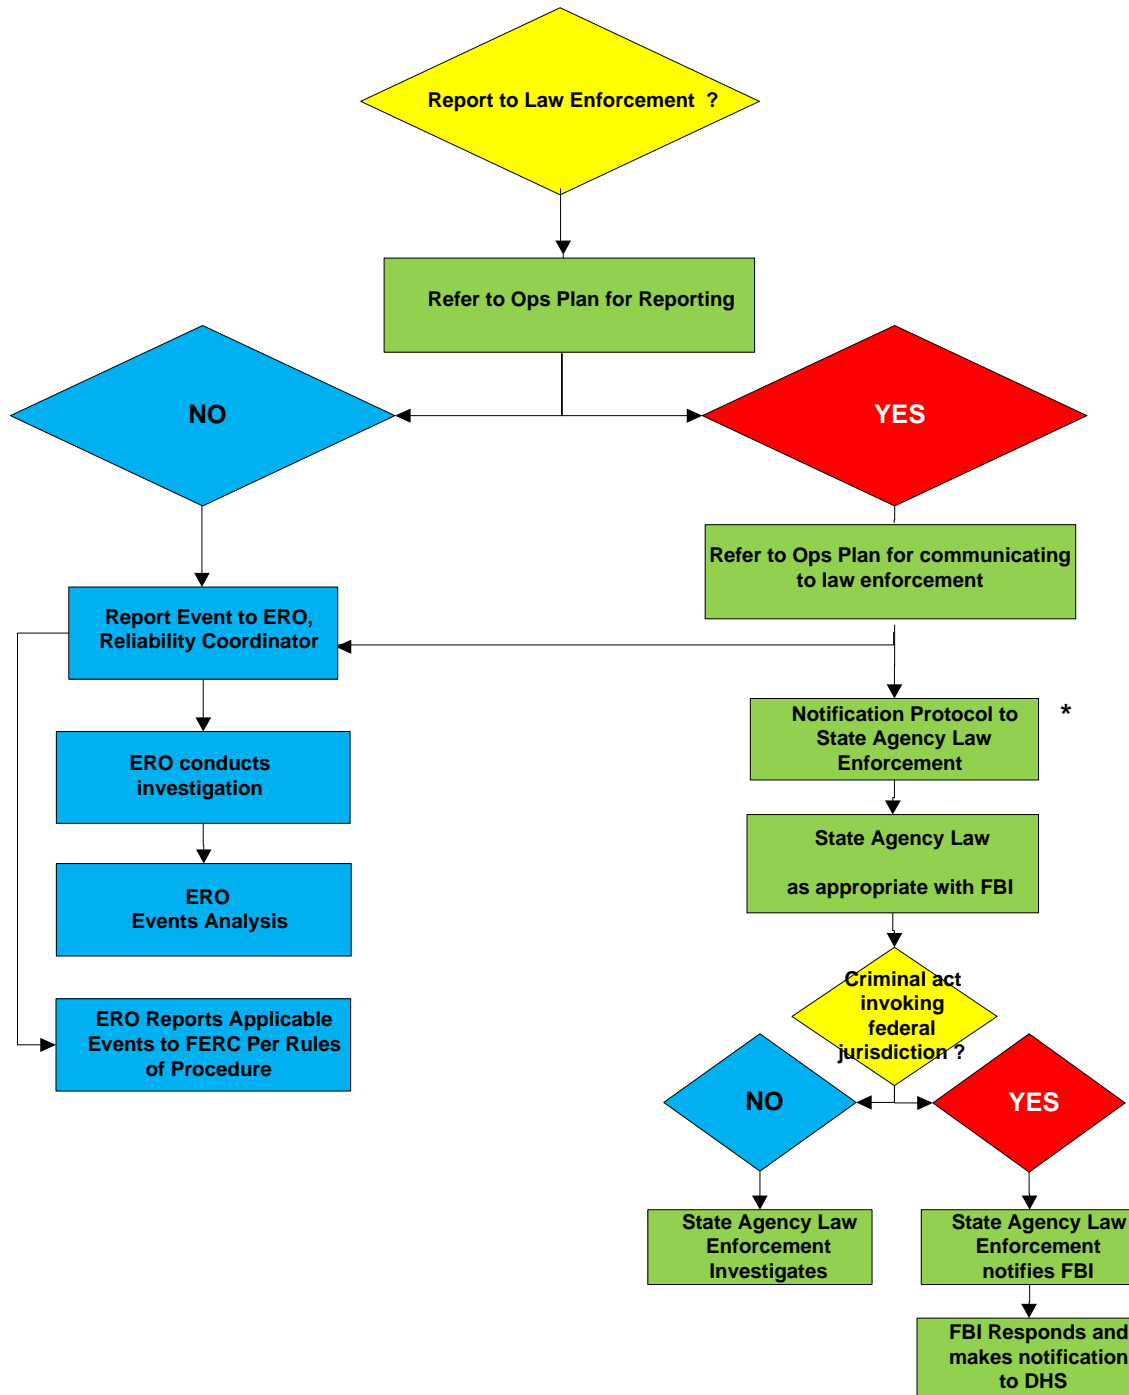 Report to Law Enforcement ?
Refer to Ops Plan for Reporting
NO
YES
Refer to Ops Plan for communicating
to law enforcement
Report Event to ERO,
Reliability Coordinator
Notification Protocol to
State Agency Law
Enforcement
*
ERO conducts
investigation
State Agency Law
as appropriate with FBI
ERO
Events Analysis
Criminal act
invoking
federal
jurisdiction ?
ERO Reports Applicable
Events to FERC Per Rules
of Procedure
NO
YES
State Agency Law
Enforcement
Investigates
State Agency Law
Enforcement
notifies FBI
FBI Responds and
makes notification
to DHS